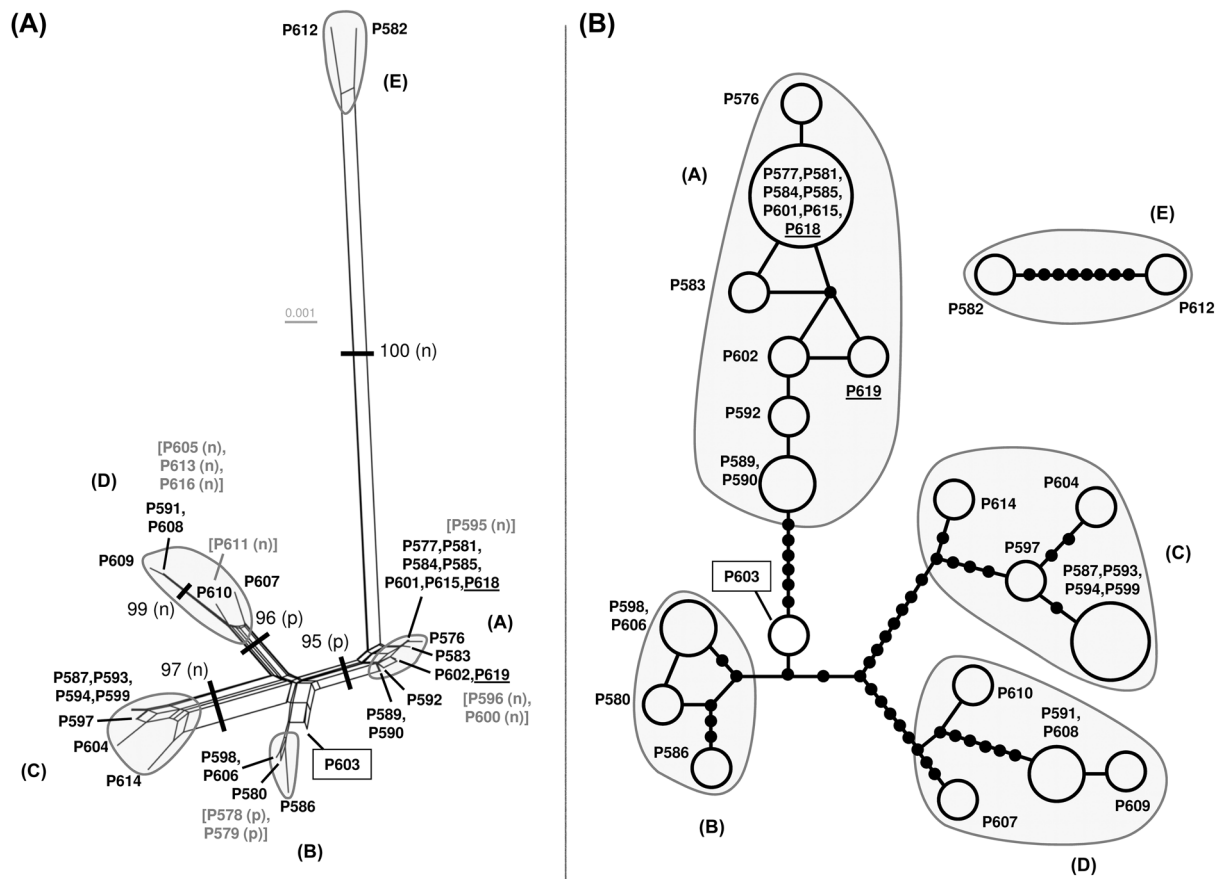 (A)
P612
P582
(E)
0.001
100 (n)
[P605 (n),
P613 (n),
P616 (n)]
(D)
P591,
P608
[P611 (n)]
P609
P607
P610
99 (n)
96 (p)
95 (p)
97 (n)
[P595 (n)]
P577,P581,
P584,P585,
P601,P615,P618
(A)
P576
P583
P602,P619
P592
[P596 (n),
P600 (n)]
P589,
P590
P587,P593,
P594,P599
P597
P604
P614
(C)
P598,
P606
P580
P586
P603
[P578 (p),
P579 (p)]
(B)
(B)
P576
(A)
P577,P581,
P584,P585,
P601,P615,
P618
P583
P602
P619
P592
P589,
P590
(E)
P582
P612
P603
P598,
P606
P580
P586
(B)
P614
P604
P597
P587,P593,
P594,P599
(C)
P610
P591,
P608
P609
P607
(D)